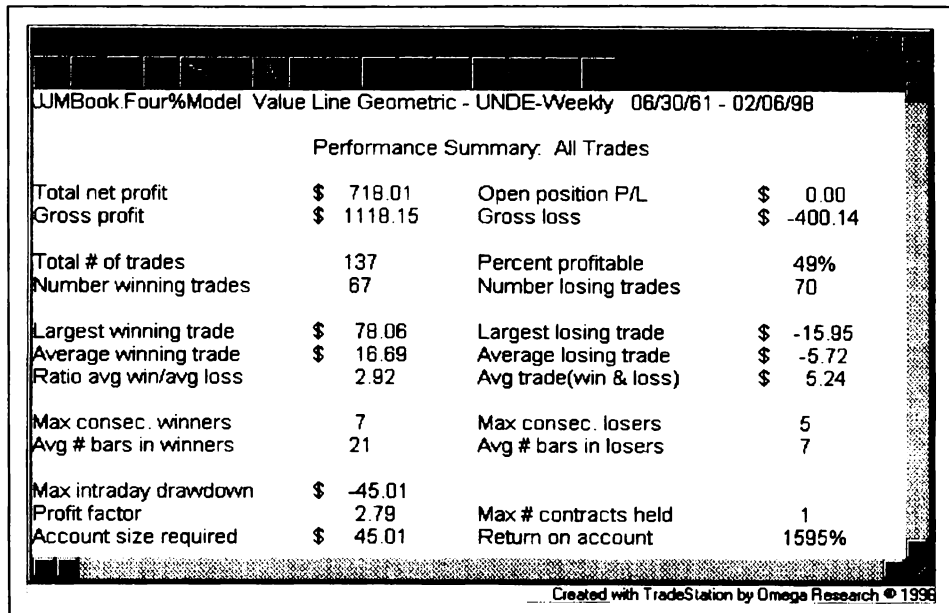 JJMBook.Four%Model Value Line Geometric - UNDE-Weekly 06/30/61 - 02/06/98
Performance Summary: All Trades
Total net profit $ 718.01 Open position P/L $ 0.00
Gross profit $ 1118.15 Gross loss $ -400.14
Total # of trades 137 Percent profitable 49%
Number winning trades 67 Number losing trades 70
Largest winning trade $ 78.06 Largest losing trade $ -15.95
Average winning trade $ 16.69 Average losing trade $ -5.72
Ratio avg win/avg loss 2.92 Avg trade(win & loss) $ 5.24
Max consec. winners 7 Max consec. losers 5
Avg # bars in winners 21 Avg # bars in losers 7
Max intraday drawdown $ -45.01
Profit factor 2.79 Max # contracts held 1
Account size required $ 45.01 Return on account 1595%
Created with TradeStation by Omega Research © 1996